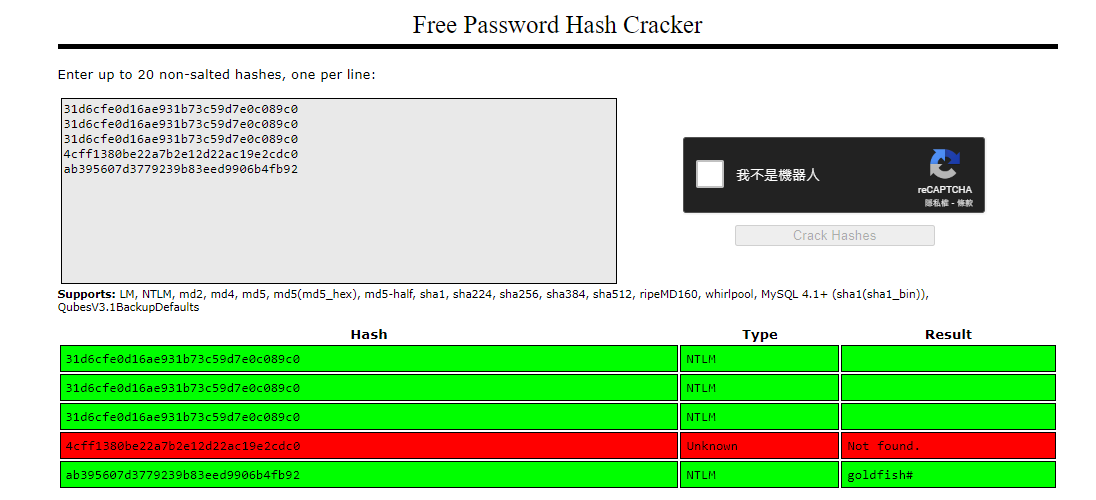 Free Password Hash Cracker
Enter up to 20 non-salted hashes, one per line:
31d6cfe0d16ae931b73c59d7e0c089c0
31d6cfe0d16ae931b73c59d7e0c089c0
31d6cfe0d16ae931b73c59d7e0c089c0
4cff1380be22a7b2e12d22ac19e2cdc0
ab395607d3779239b83eed9906b4fb92
我不是機器人
reCAPTCHA
隱私權 - 條款
Crack Hashes
Supports: LM, NTLM, md2, md4, md5, md5(md5_hex), md5-half, sha1, sha224, sha256, sha384, sha512, ripeMD160, whirlpool, MySQL 4.1+ (sha1(sha1_bin)),
QubesV3.1BackupDefaults
Hash Type Result
31d6cfe0d16ae931b73c59d7e0c089c0 NTLM
31d6cfe0d16ae931b73c59d7e0c089c0 NTLM
31d6cfe0d16ae931b73c59d7e0c089c0 NTLM
4cff1380be22a7b2e12d22ac19e2cdc0 Unknown Not found.
ab395607d3779239b83eed9906b4fb92 NTLM goldfish#